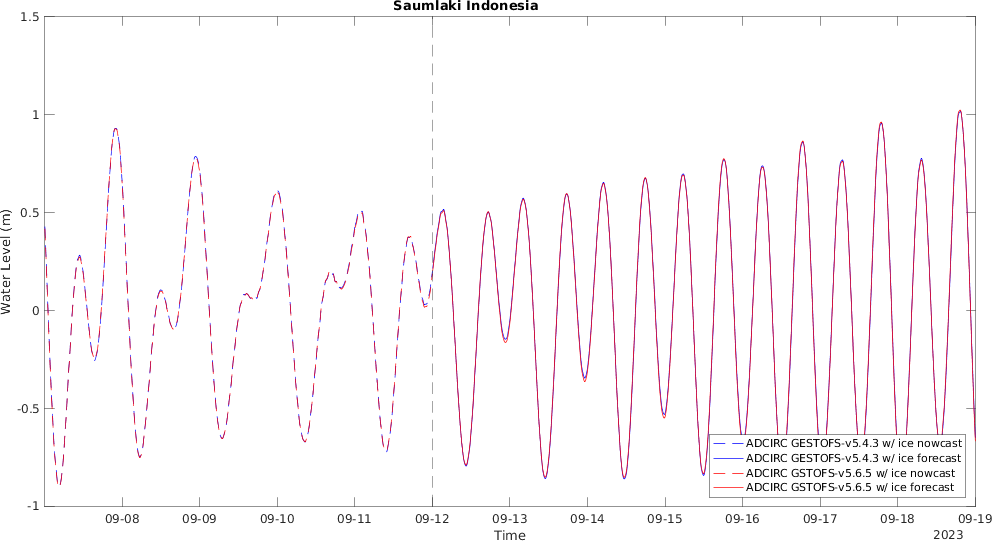 Saumlaki Indonesia
1.5
1
0.5
0
-0.5
-1
Water Level (m)
ADCIRC GESTOFS-v5.4.3 w/ ice nowcast
ADCIRC GESTOFS-v5.4.3 w/ ice forecast
ADCIRC GSTOFS-v5.6.5 w/ ice nowcast
ADCIRC GSTOFS-v5.6.5 w/ ice forecast
09-08 09-09 09-10 09-11 09-12 09-13 09-14 09-15 09-16 09-17 09-18 09-19
Time
2023